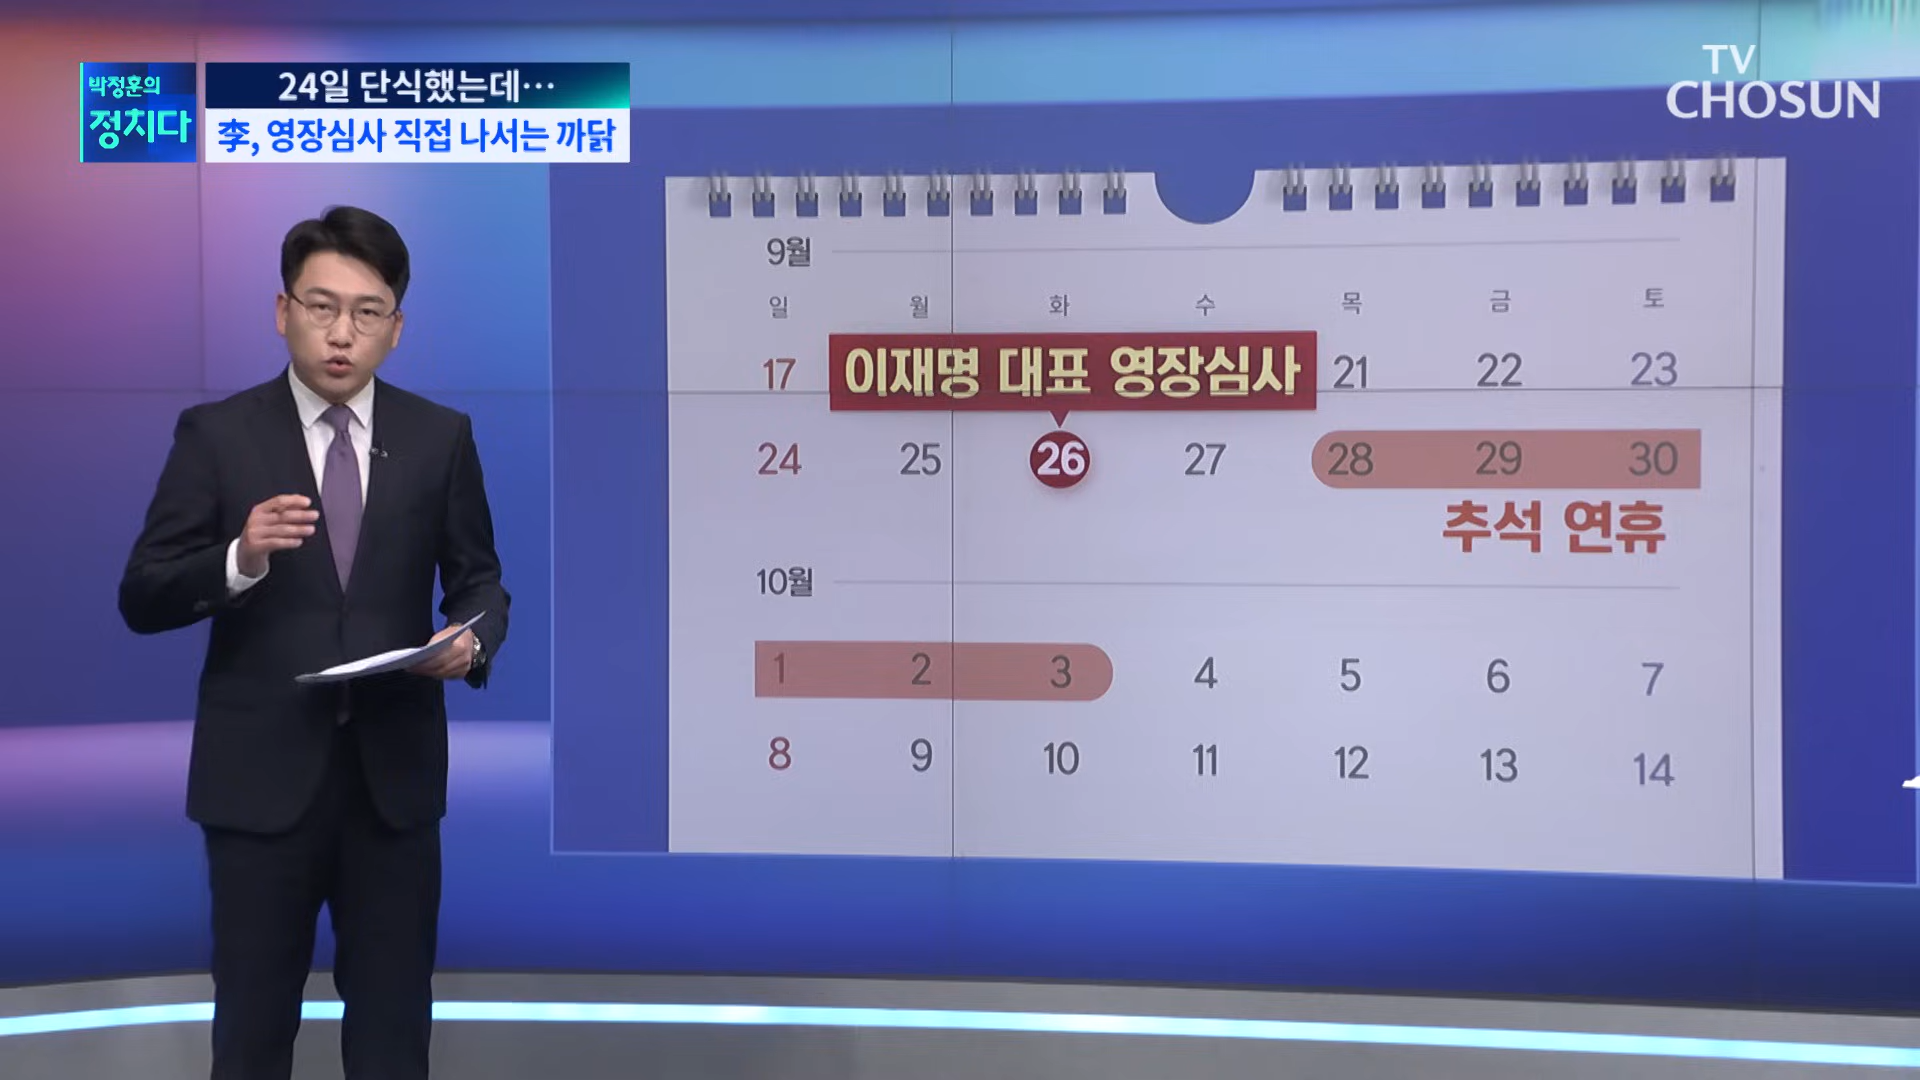 박정훈의
정치다
24일 단식했는데…
李, 영장심사 직접 나서는 까닭
TV
CHOSUN
9월
일 월 화 수 목 금 토
17 이재명 대표 영장심사 21 22 23
24 25 26 27 28 29 30
추석 연휴
10월
1 2 3 4 5 6 7
8 9 10 11 12 13 14